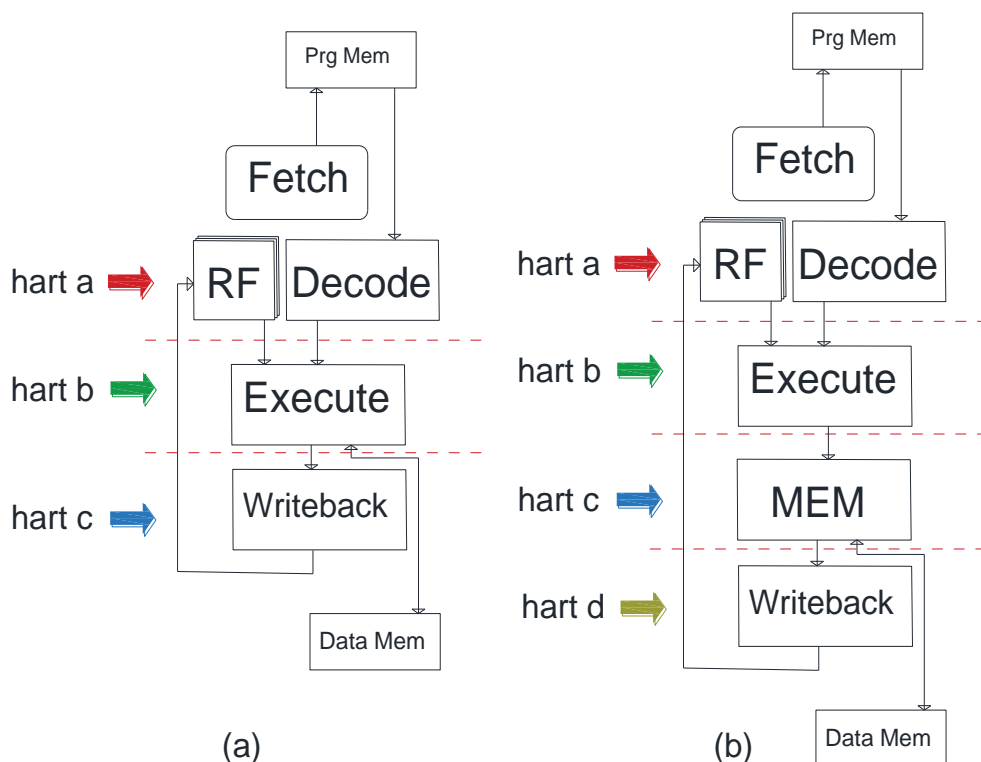 Prg Mem
Fetch
hart a
RF
Decode
hart b
Execute
hart c
Writeback
Data Mem
(a)
Prg Mem
Fetch
hart a
RF
Decode
hart b
Execute
hart c
MEM
hart d
Writeback
Data Mem
(b)